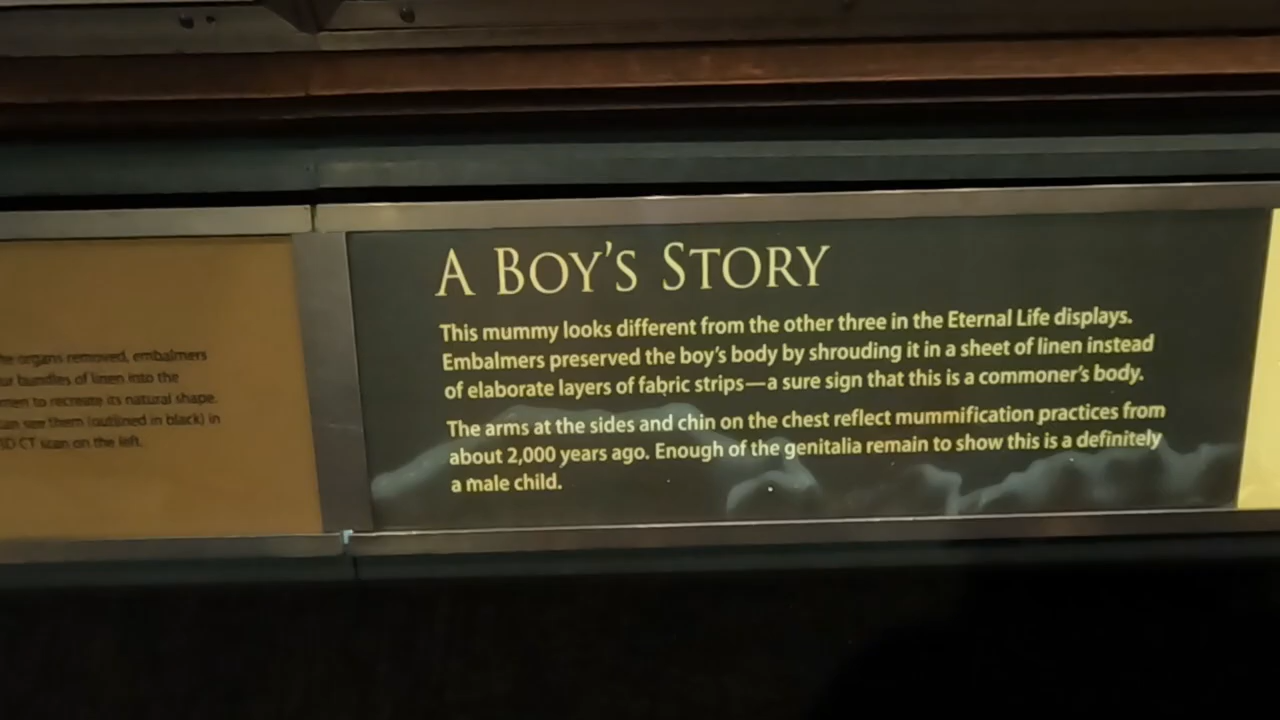 he organs removed, embalmers
ur bundles of linen into the
men to recreate its natural shape.
an see them (outlined in black) in
3D CT scan on the left.
A BOY'S STORY
This mummy looks different from the other three in the Eternal Life displays.
Embalmers preserved the boy's body by shrouding it in a sheet of linen instead
of elaborate layers of fabric strips—a sure sign that this is a commoner's body.
The arms at the sides and chin on the chest reflect mummification practices from
about 2,000 years ago. Enough of the genitalia remain to show this is a definitely
a male child.